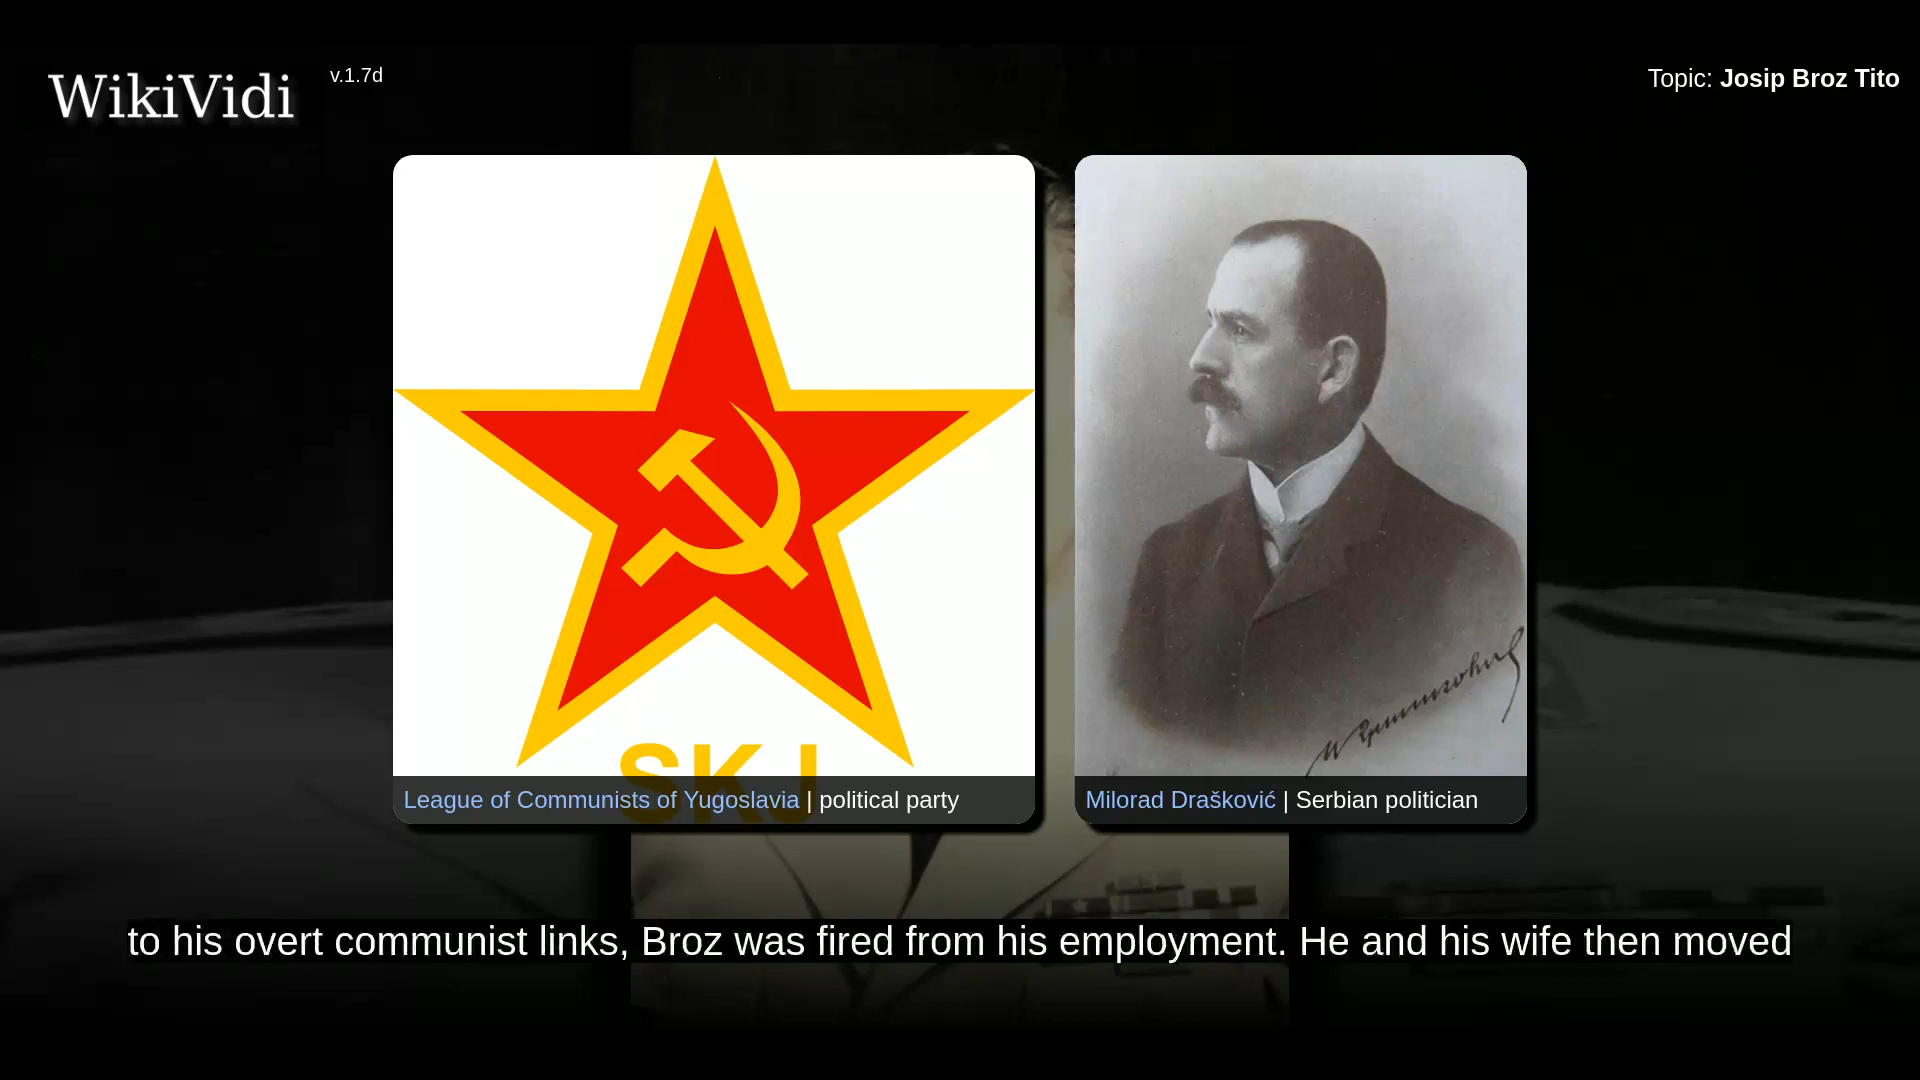 WikiVidi
v.1.7d
Topic: Josip Broz Tito
SKJ
League of Communists of Yugoslavia | political party
Milorad Drašković | Serbian politician
to his overt communist links, Broz was fired from his employment. He and his wife then moved